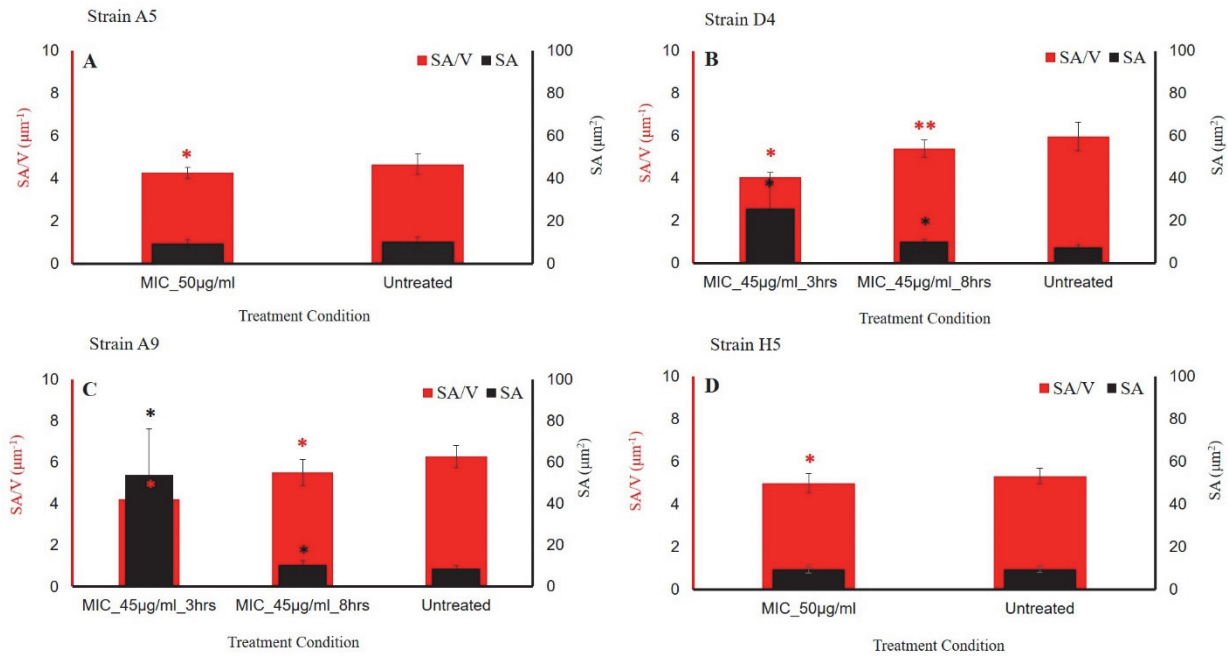 Strain A5
A
SA/V SA
10
8
6
4
2
0
SA/V (µm⁻¹)
100
80
60
40
20
0
SA (µm²)
*
MIC_50µg/ml Untreated
Treatment Condition
Strain D4
B
SA/V SA
10
8
6
4
2
0
SA/V (µm⁻¹)
100
80
60
40
20
0
SA (µm²)
* **
* *
MIC_45µg/ml_3hrs MIC_45µg/ml_8hrs Untreated
Treatment Condition
Strain A9
C
SA/V SA
10
8
6
4
2
0
SA/V (µm⁻¹)
100
80
60
40
20
0
SA (µm²)
* *
* *
MIC_45µg/ml_3hrs MIC_45µg/ml_8hrs Untreated
Treatment Condition
Strain H5
D
SA/V SA
10
8
6
4
2
0
SA/V (µm⁻¹)
100
80
60
40
20
0
SA (µm²)
*
MIC_50µg/ml Untreated
Treatment Condition